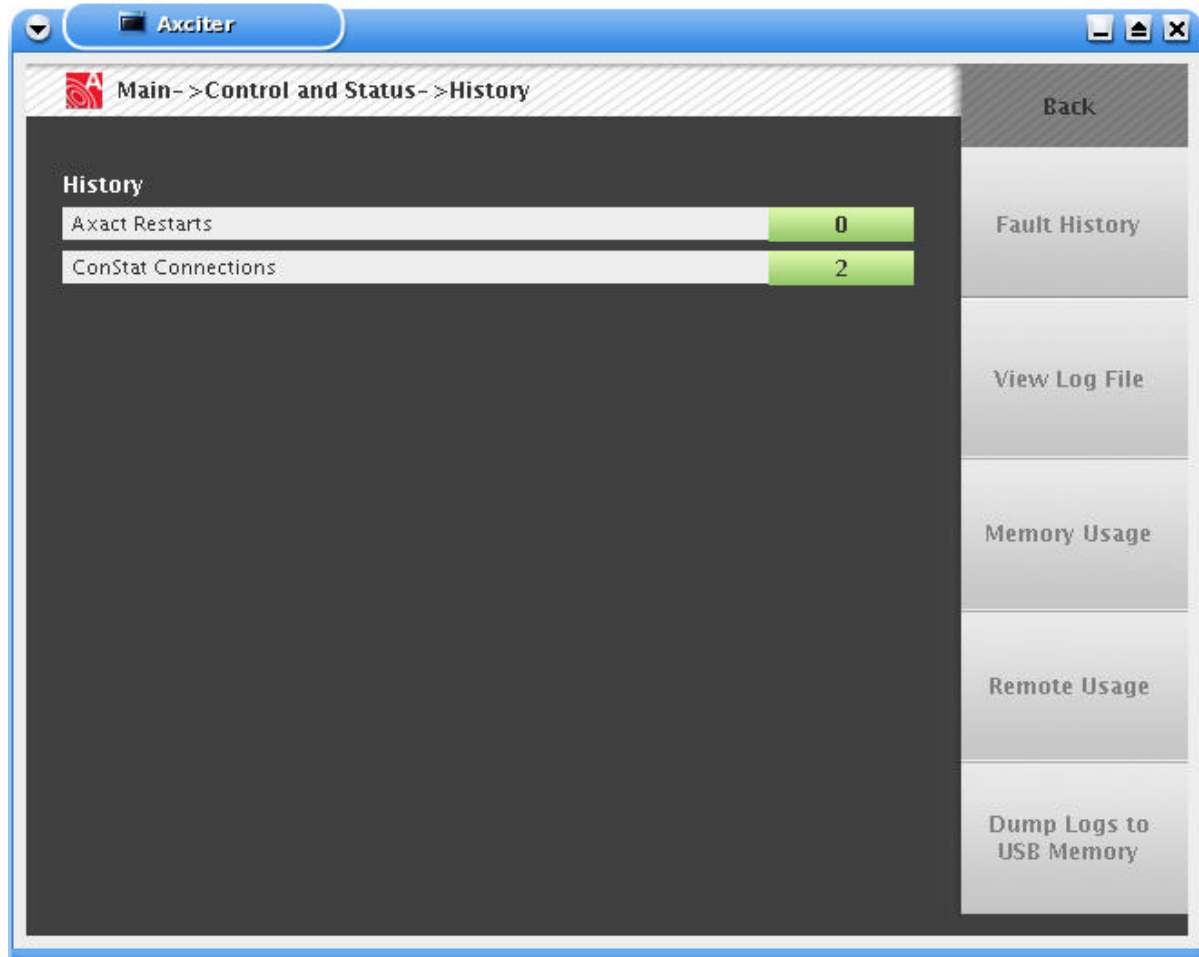 Axciter
Main->Control and Status->History
Back
History
Axact Restarts 0
ConStat Connections 2
Fault History
View Log File
Memory Usage
Remote Usage
Dump Logs to
USB Memory